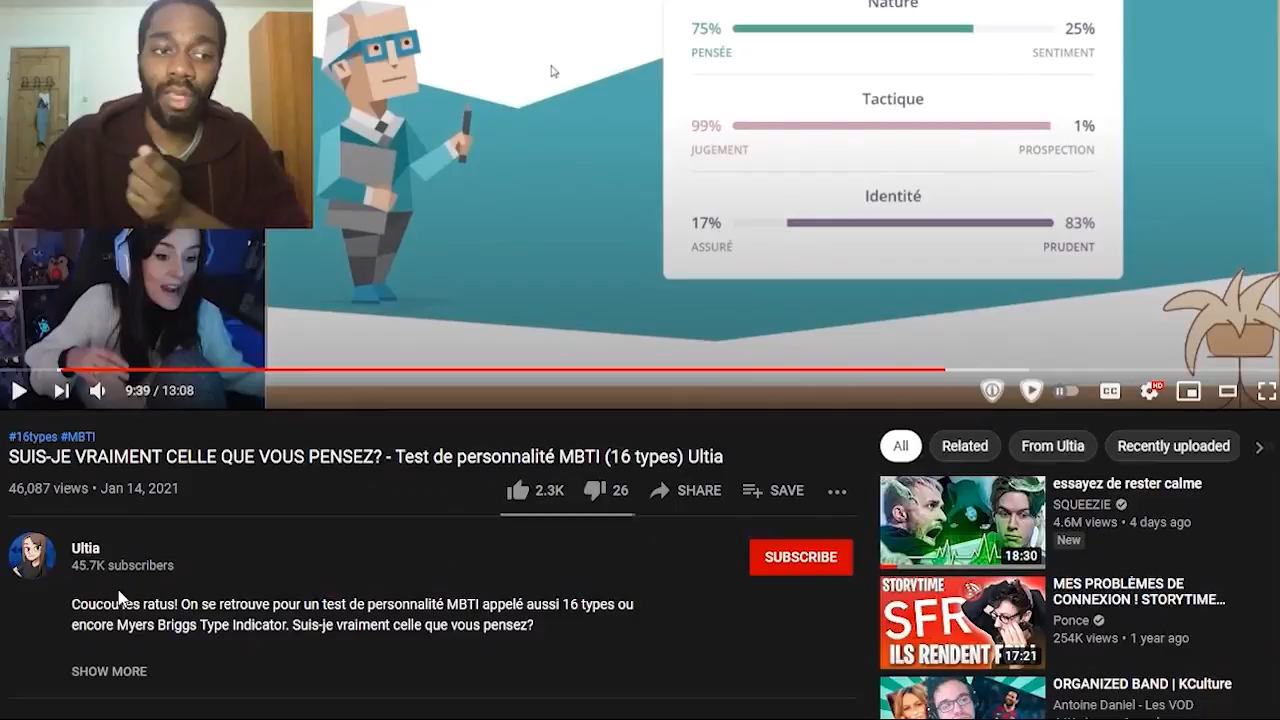 Nature
75%
25%
PENSÉE
SENTIMENT
Tactique
99%
1%
JUGEMENT
PROSPECTION
Identité
17%
83%
ASSURÉ
PRUDENT
9:39 / 13:08
CC
HD
#16types #MBTI
SUIS-JE VRAIMENT CELLE QUE VOUS PENSEZ? - Test de personnalité MBTI (16 types) Ultia
46,087 views • Jan 14, 2021
2.3K
26
SHARE
SAVE
Ultia
45.7K subscribers
SUBSCRIBE
Coucou les ratus! On se retrouve pour un test de personnalité MBTI appelé aussi 16 types ou
encore Myers Briggs Type Indicator. Suis-je vraiment celle que vous pensez?
SHOW MORE
All
Related
From Ultia
Recently uploaded
essayez de rester calme
SQUEEZIE
4.6M views • 4 days ago
New
18:30
STORYTIME
SFR
ILS RENDENT
17:21
MES PROBLÈMES DE
CONNEXION ! STORYTIME...
Ponce
254K views • 1 year ago
ORGANIZED BAND | KCulture
Antoine Daniel - Les VOD